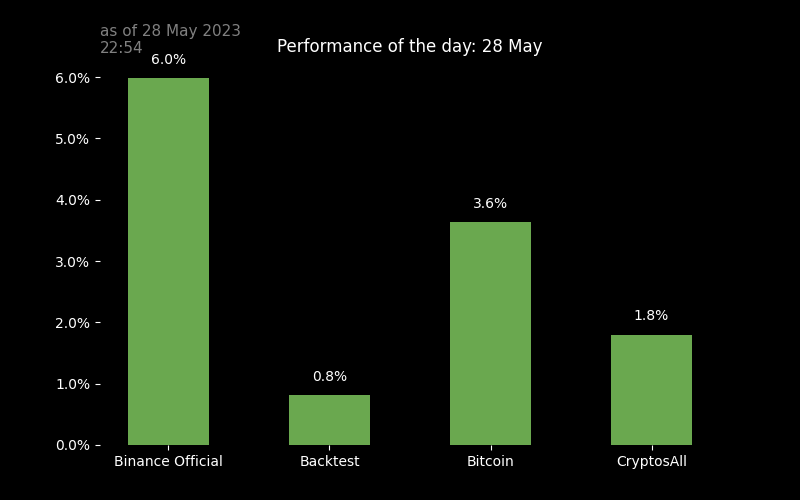 as of 28 May 2023
22:54
Performance of the day: 28 May
6.0%
6.0%
5.0%
4.0%
3.6%
3.0%
2.0%
1.8%
1.0%
0.8%
0.0%
Binance Official
Backtest
Bitcoin
CryptosAll